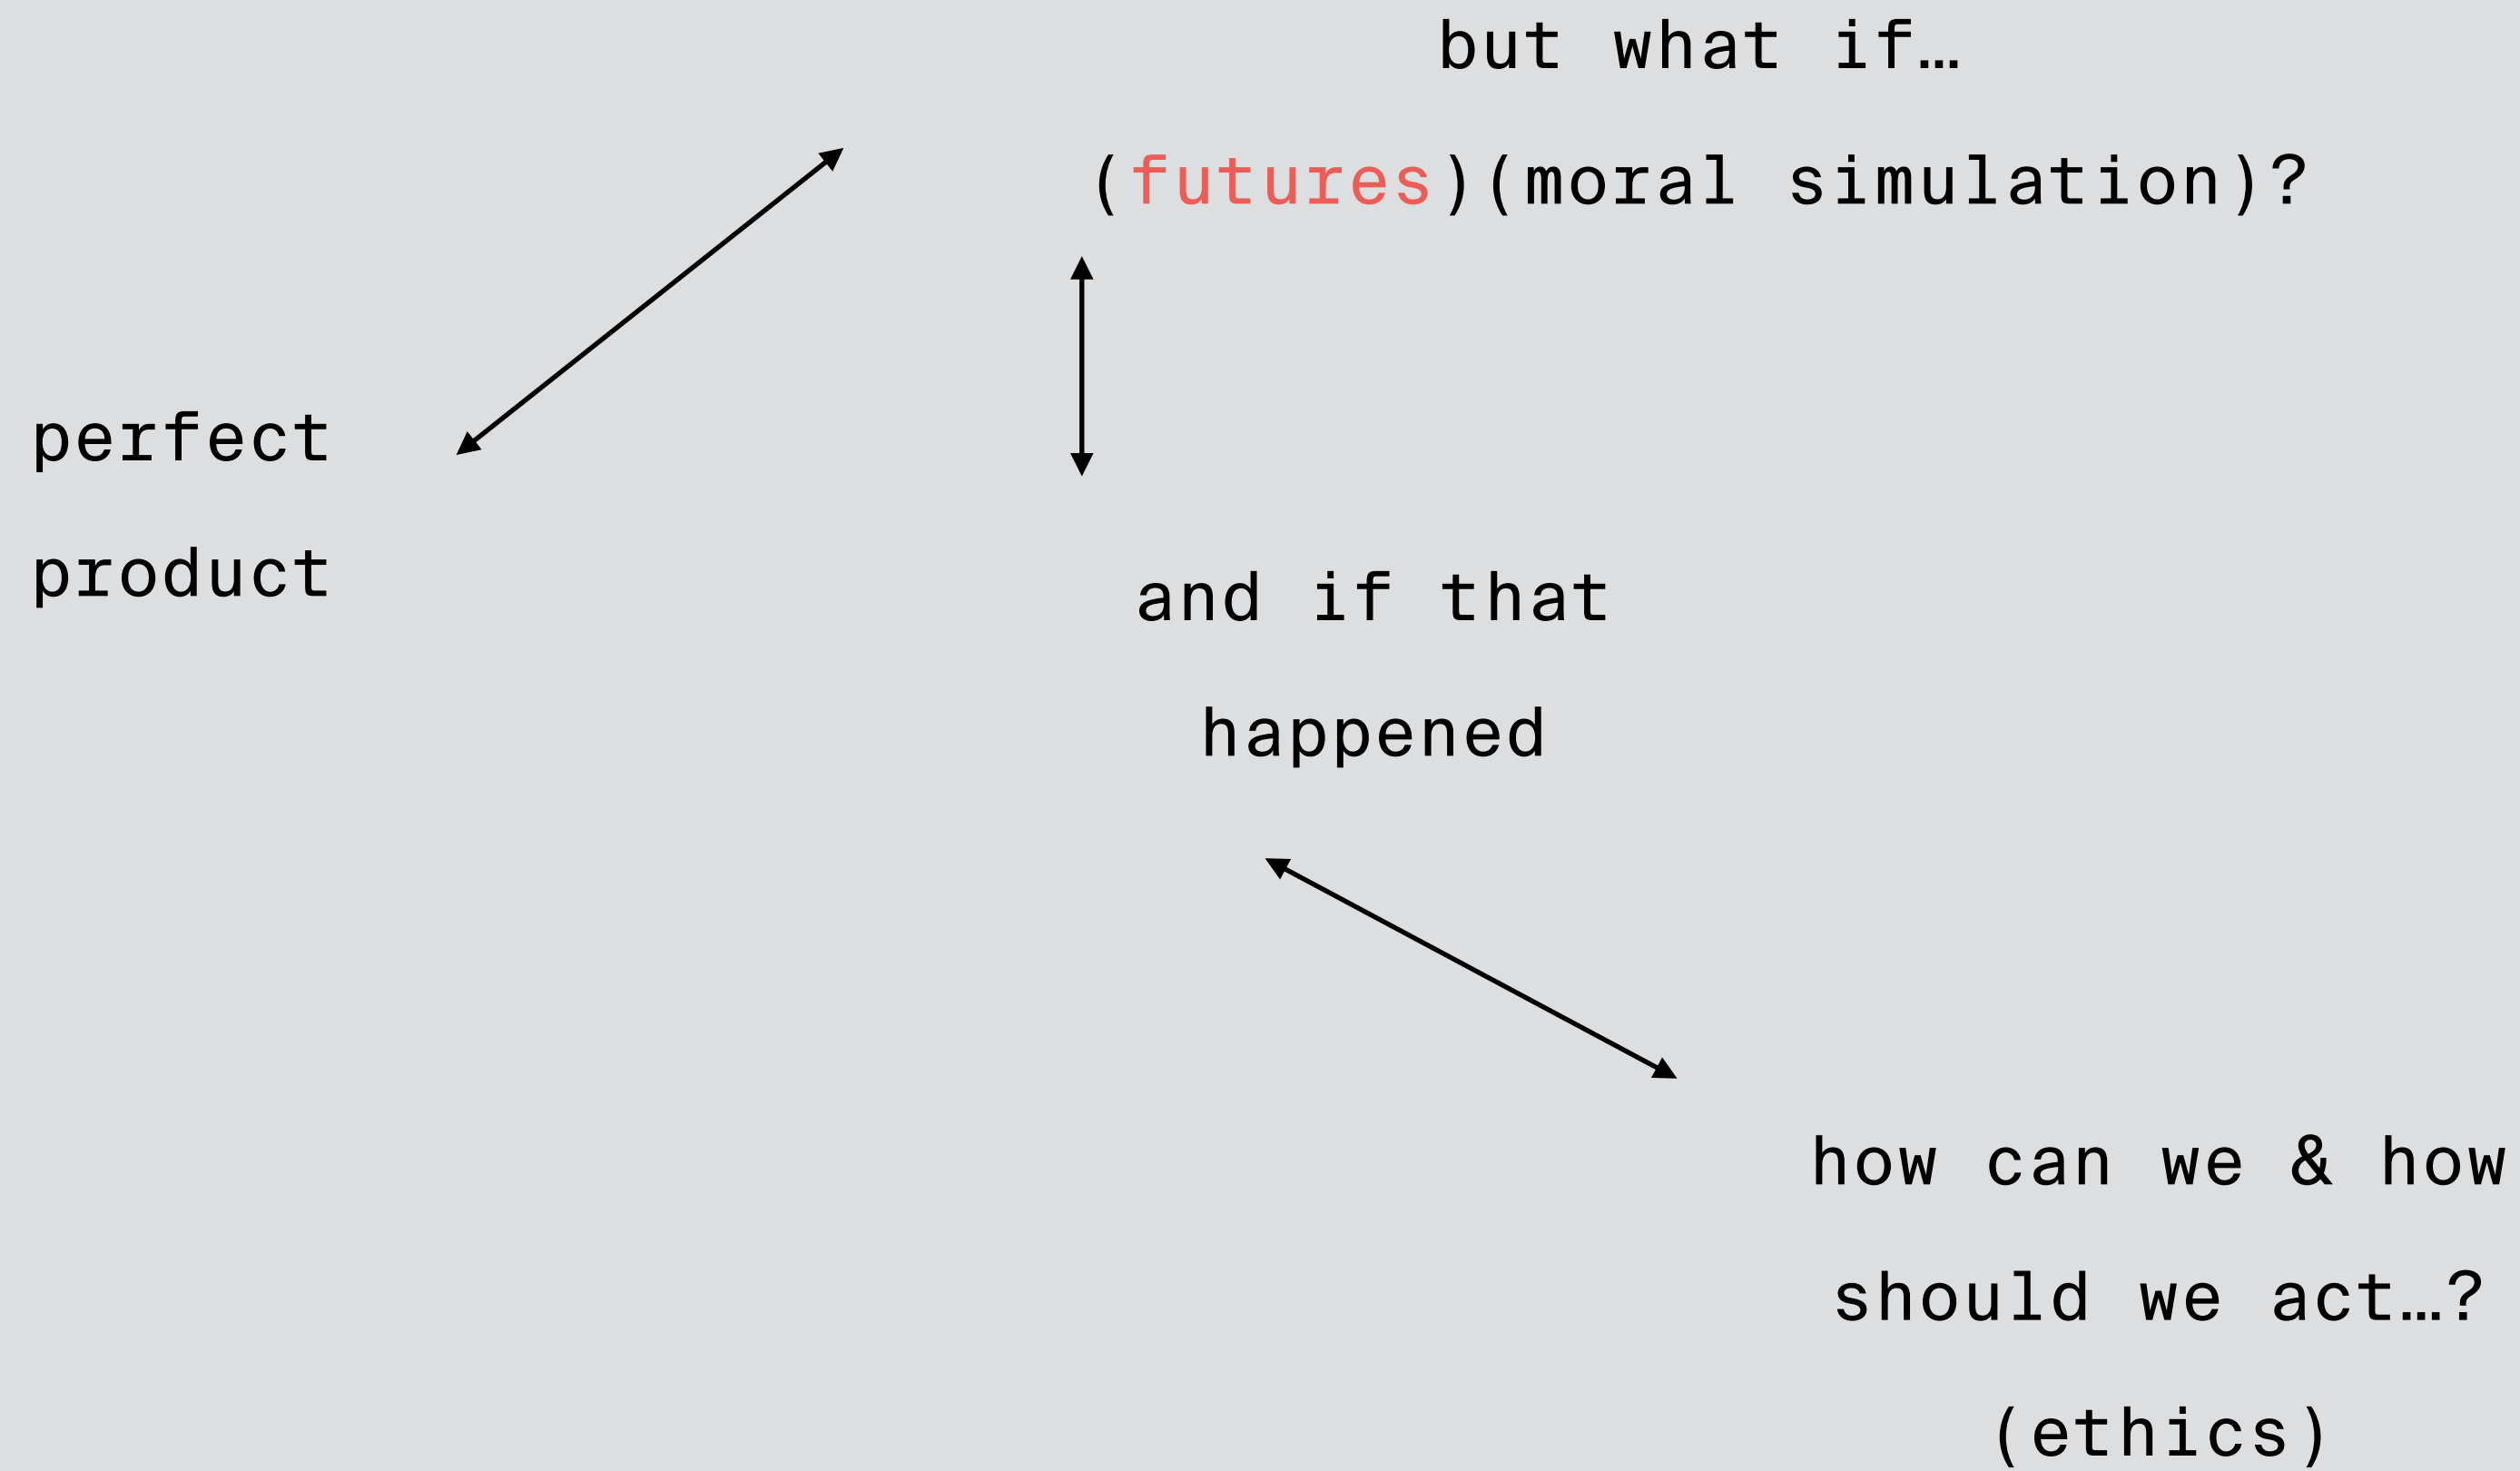 but what if…
(futures)(moral simulation)?
perfect
product
and if that
happened
how can we & how
should we act…?
(ethics)